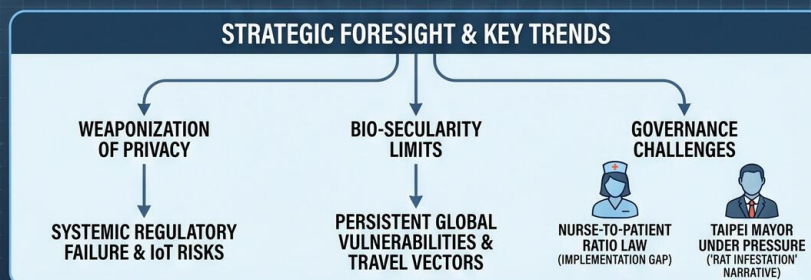 STRATEGIC FORESIGHT & KEY TRENDS
WEAPONIZATION
OF PRIVACY
SYSTEMIC REGULATORY
FAILURE & IoT RISKS
BIO-SECULARITY
LIMITS
PERSISTENT GLOBAL
VULNERABILITIES &
TRAVEL VECTORS
GOVERNANCE
CHALLENGES
NURSE-TO-PATIENT
RATIO LAW
(IMPLEMENTATION GAP)
TAIPEI MAYOR
UNDER PRESSURE
('RAT INFESTATION'
NARRATIVE)